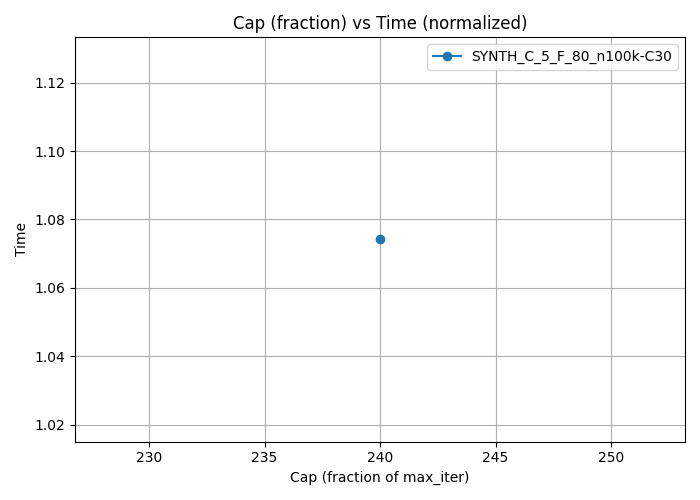 Cap (fraction) vs Time (normalized)
SYNTH_C_5_F_80_n100k-C30
1.12
1.10
1.08
1.06
1.04
1.02
Time
230 235 240 245 250
Cap (fraction of max_iter)